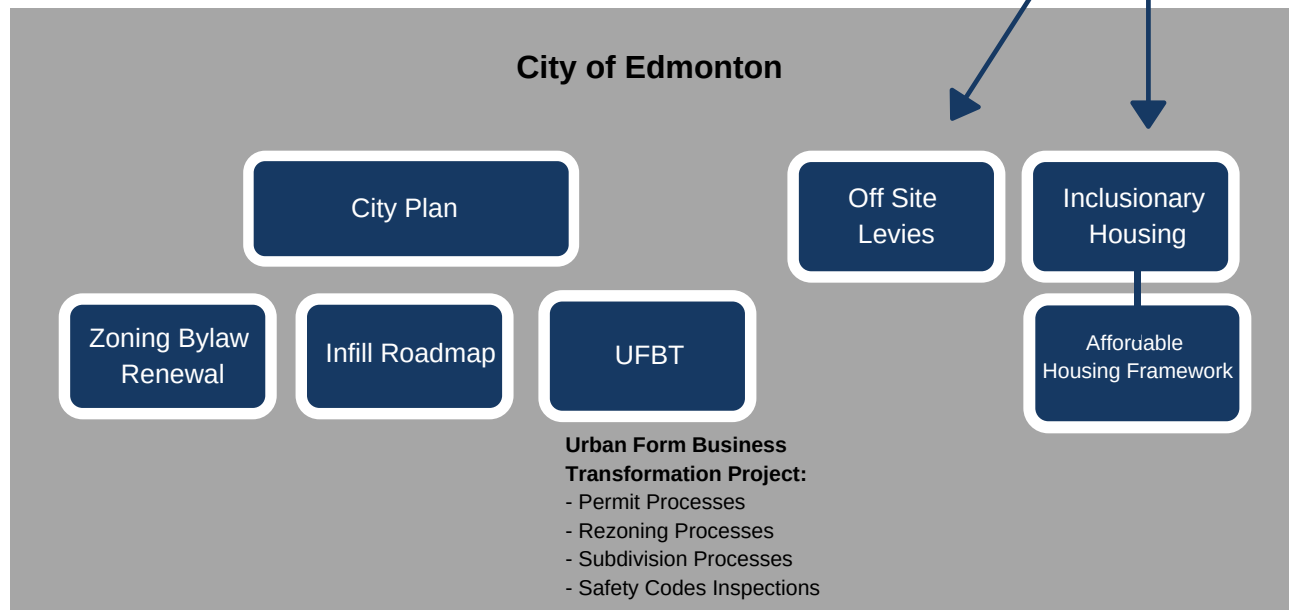 City of Edmonton
City Plan
Off Site
Levies
Inclusionary
Housing
Zoning Bylaw
Renewal
Infill Roadmap
UFBT
Affordable
Housing Framework
Urban Form Business
Transformation Project:
- Permit Processes
- Rezoning Processes
- Subdivision Processes
- Safety Codes Inspections